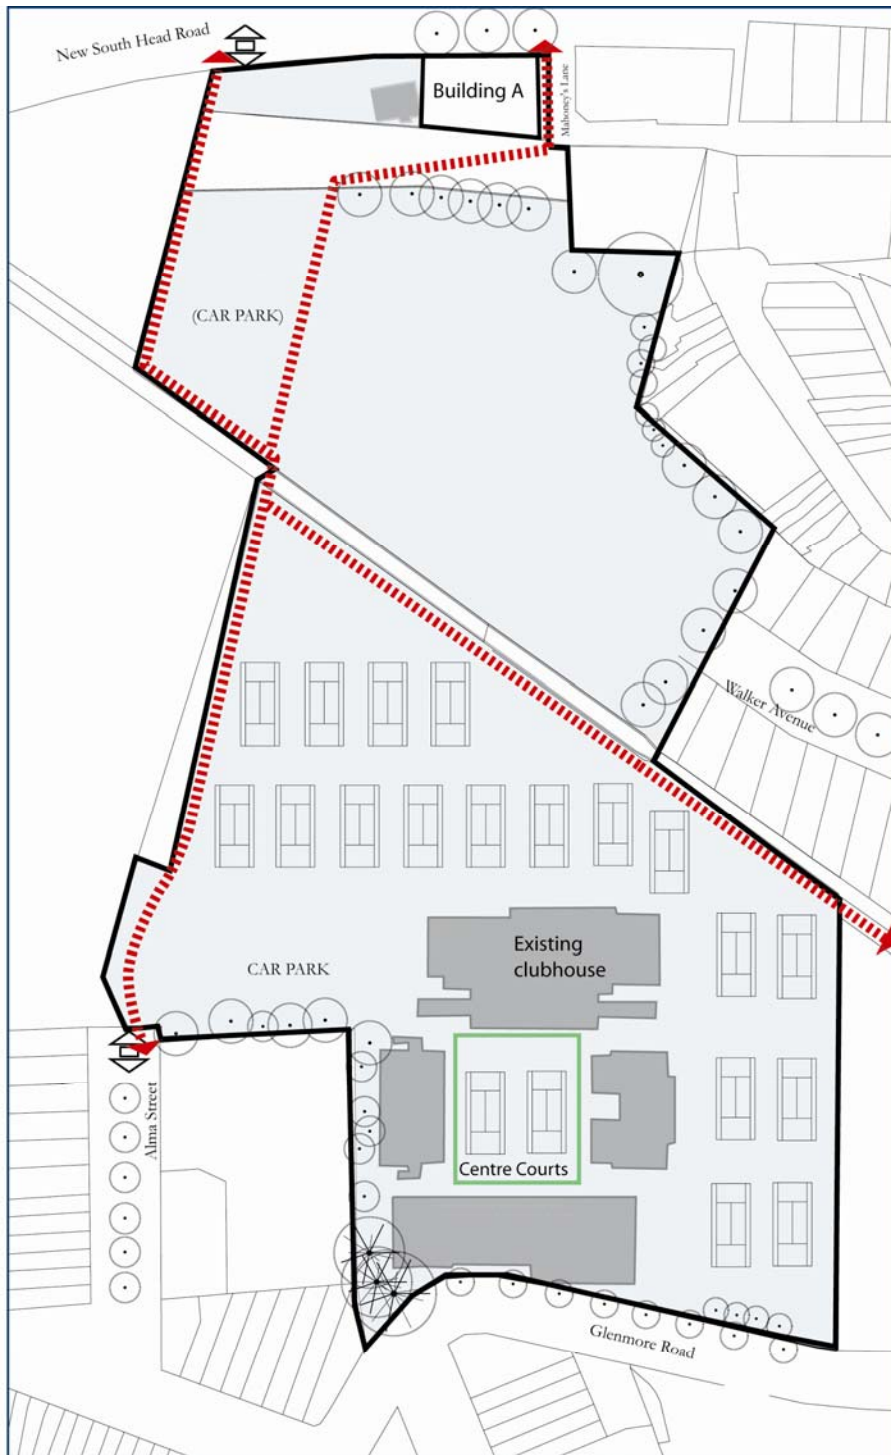 New South Head Road
Building A
Mahoney's Lane
(CAR PARK)
Walker Avenue
Existing
clubhouse
CAR PARK
Alma Street
Centre Courts
Glenmore Road